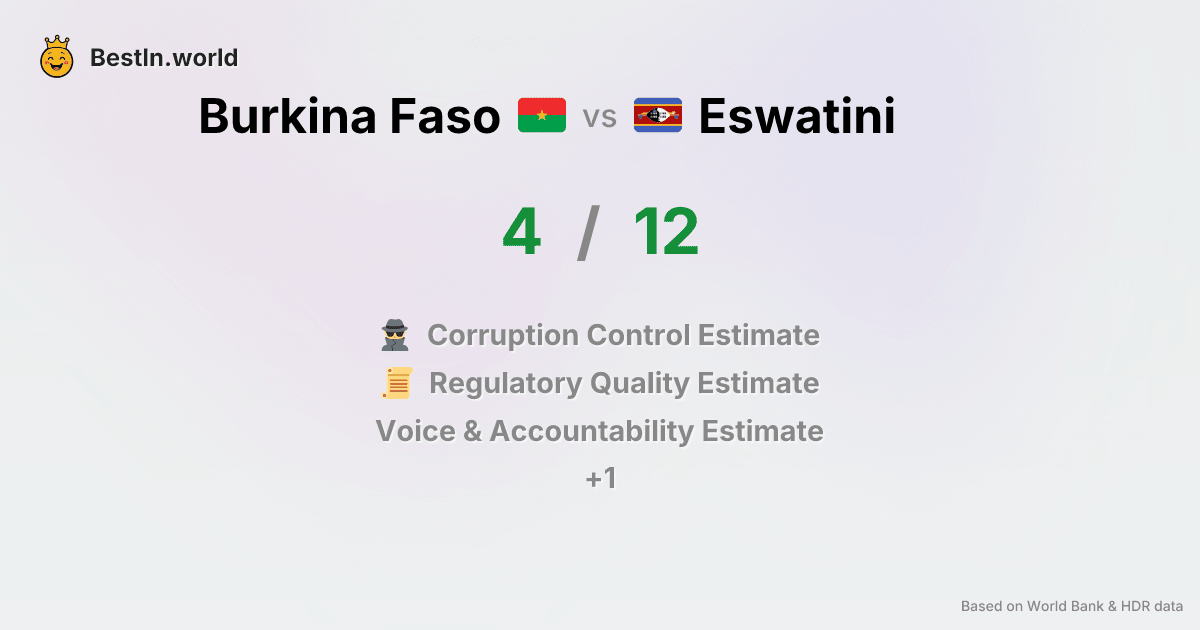 BestIn.world
Burkina Faso vs Eswatini
4 / 12
Corruption Control Estimate
Regulatory Quality Estimate
Voice & Accountability Estimate
+1
Based on World Bank & HDR data